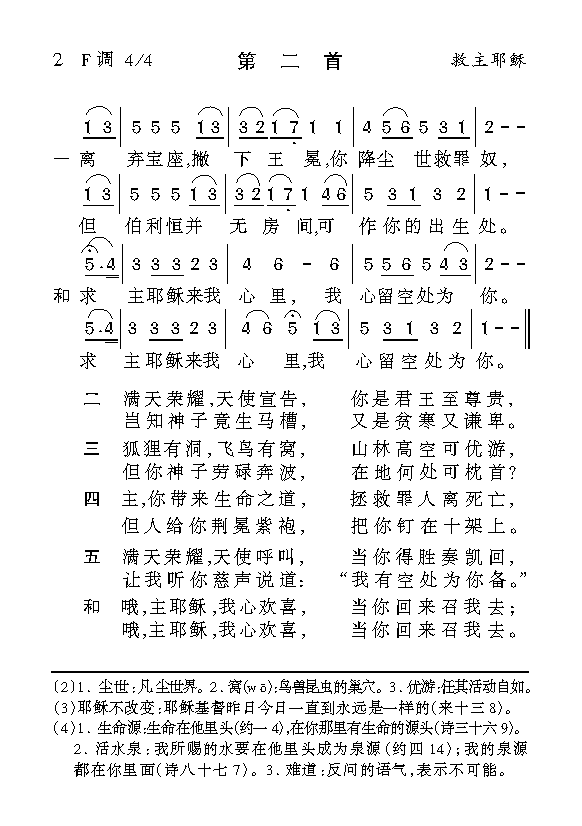 2 F调 4/4 第二首 救主耶稣
1 3 | 5 5 5 1 3 | 3 2 1 7 1 1 | 4 5 6 5 3 1 | 2 - -
一离 弃宝座,撇 下王冕,你 降尘世救罪奴,
1 3 | 5 5 5 1 3 | 3 2 1 7 1 4 6 | 5 3 1 3 2 | 1 - -
但 伯利恒并 无房间,可 作你的出生处。
5·4 | 3 3 3 2 3 | 4 6 - 6 | 5 5 6 5 4 3 | 2 - -
和求 主耶稣来我 心里,我 心留空处为 你。
5·4 | 3 3 3 2 3 | 4 6 5 1 3 | 5 3 1 3 2 | 1 - -
求 主耶稣来我 心里,我 心留空处为你。
二 满天荣耀,天使宣告, 你是君王至尊贵,
岂知神子竟生马槽, 又是贫寒又谦卑。
三 狐狸有洞,飞鸟有窝, 山林高空可优游,
但你神子劳碌奔波, 在地何处可枕首?
四 主,你带来生命之道, 拯救罪人离死亡,
但人给你荆冕紫袍, 把你钉在十架上。
五 满天荣耀,天使呼叫, 当你得胜奏凯回,
让我听你慈声说道: “我有空处为你备。”
和 哦,主耶稣,我心欢喜, 当你回来召我去;
哦,主耶稣,我心欢喜, 当你回来召我去。
(2)1．尘世:凡尘世界。2．窝(wō):鸟兽昆虫的巢穴。3．优游:任其活动自如。
(3)耶稣不改变:耶稣基督昨日今日一直到永远是一样的(来十三8)。
(4)1．生命源:生命在他里头(约一4),在你那里有生命的源头(诗三十六9)。
2．活水泉:我所赐的水要在他里头成为泉源(约四14);我的泉源
都在你里面(诗八十七7)。3．难道:反问的语气,表示不可能。